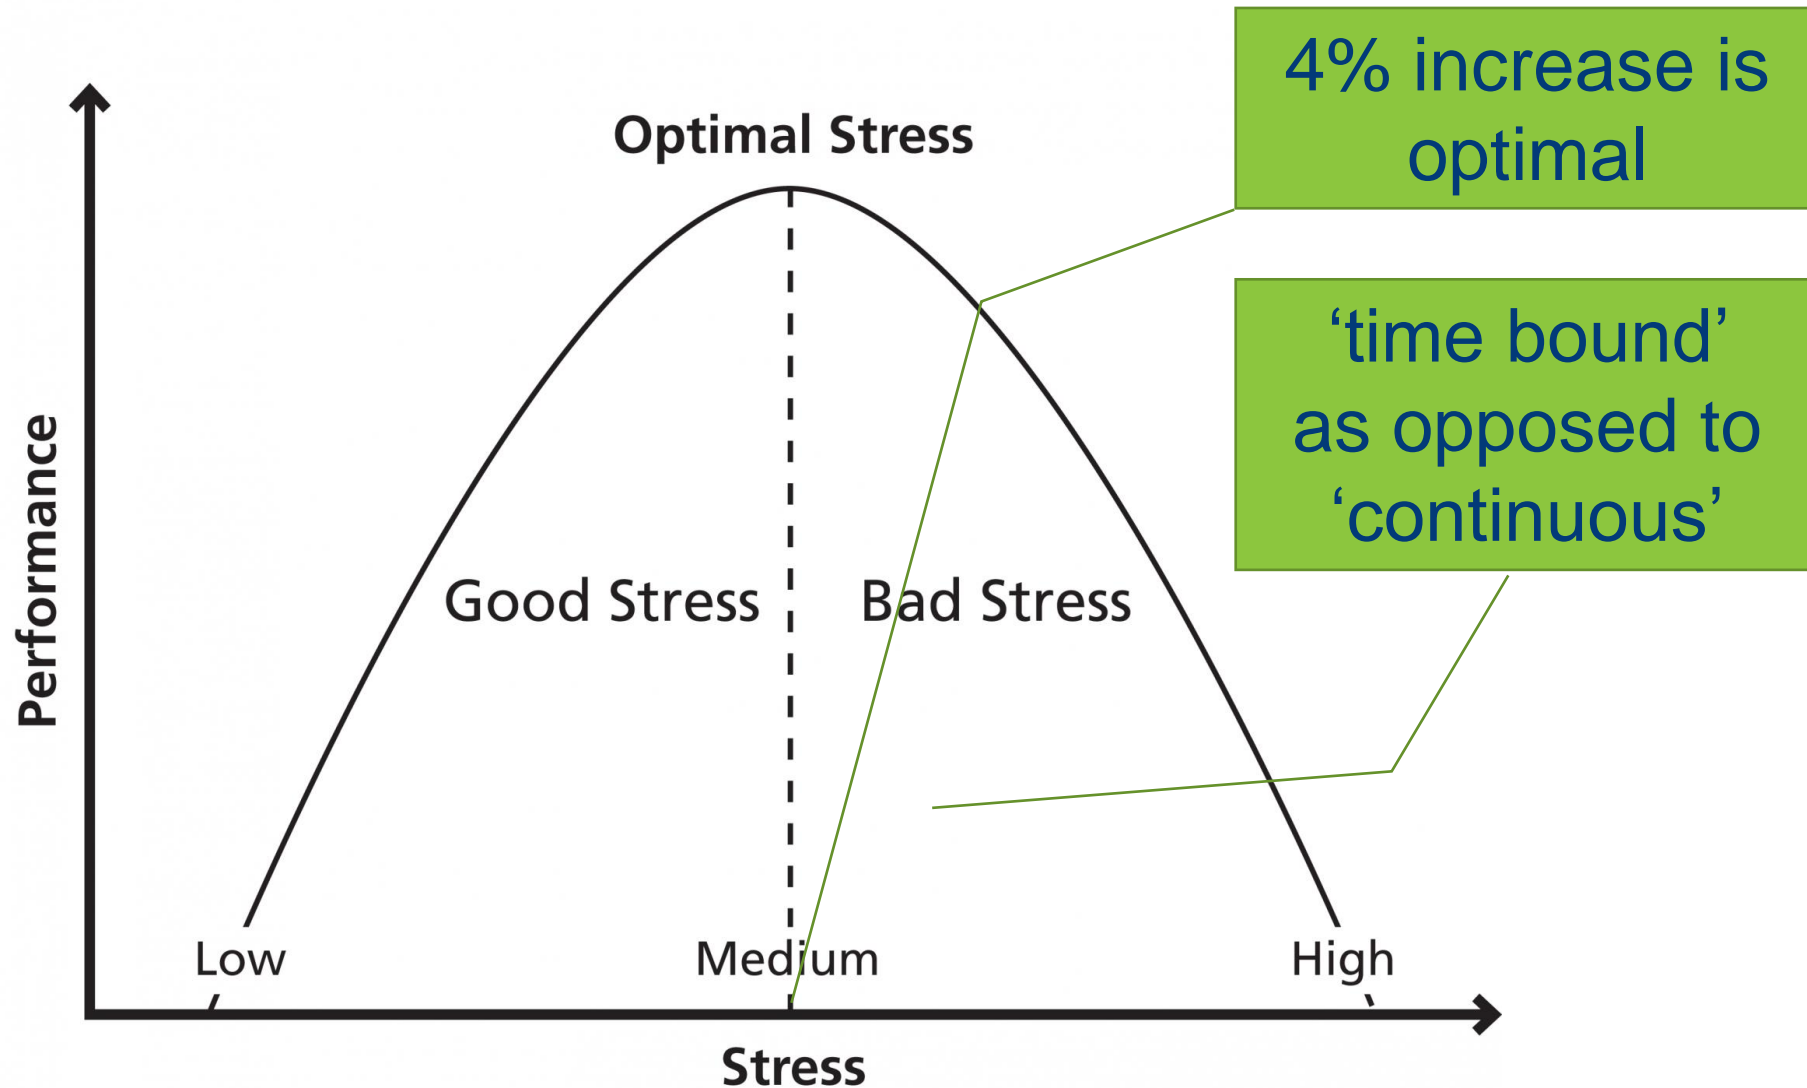 4% increase is
optimal
Optimal Stress
‘time bound’
as opposed to
‘continuous’
Performance
Good Stress
Bad Stress
Low
Medium
High
Stress